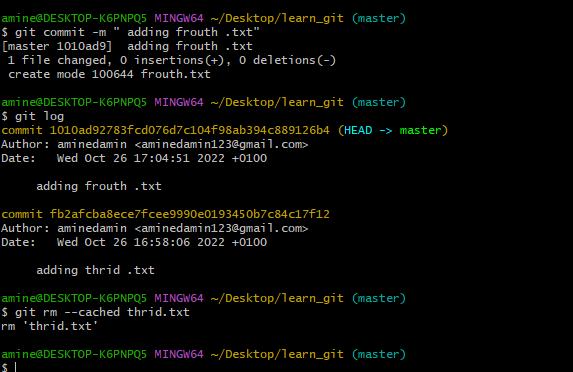 amine@DESKTOP-K6PNPQ5 MINGW64 ~/Desktop/learn_git (master)
$ git commit -m " adding frouth .txt"
[master 1010ad9]  adding frouth .txt
 1 file changed, 0 insertions(+), 0 deletions(-)
 create mode 100644 frouth.txt

amine@DESKTOP-K6PNPQ5 MINGW64 ~/Desktop/learn_git (master)
$ git log
commit 1010ad92783fcd076d7c104f98ab394c889126b4 (HEAD -> master)
Author: aminedamin <aminedamin123@gmail.com>
Date:   Wed Oct 26 17:04:51 2022 +0100

     adding frouth .txt

commit fb2afcba8ece7fcee9990e0193450b7c84c17f12
Author: aminedamin <aminedamin123@gmail.com>
Date:   Wed Oct 26 16:58:06 2022 +0100

     adding thrid .txt

amine@DESKTOP-K6PNPQ5 MINGW64 ~/Desktop/learn_git (master)
$ git rm --cached thrid.txt
rm 'thrid.txt'

amine@DESKTOP-K6PNPQ5 MINGW64 ~/Desktop/learn_git (master)
$